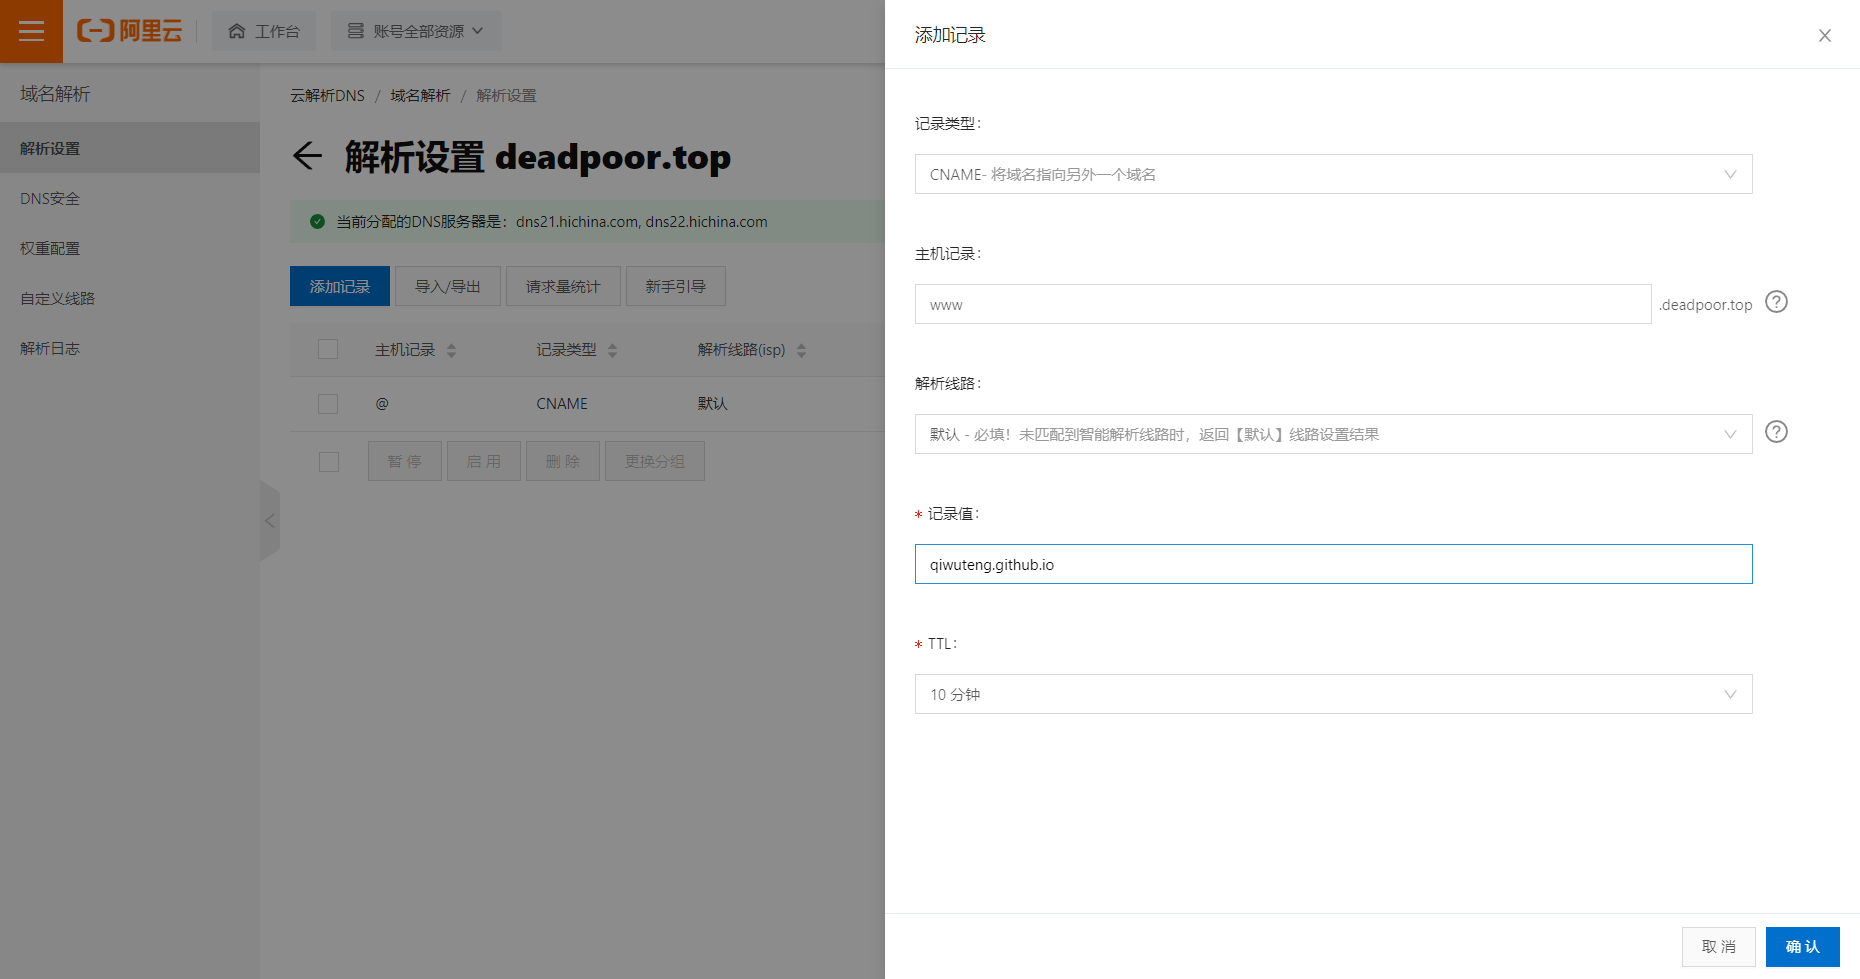 阿里云
工作台
账号全部资源
域名解析
解析设置
DNS安全
权重配置
自定义线路
解析日志
云解析DNS / 域名解析 / 解析设置
解析设置 deadpoor.top
当前分配的DNS服务器是：dns21.hichina.com, dns22.hichina.com
添加记录 导入/导出 请求量统计 新手引导
主机记录 记录类型 解析线路(isp)
@ CNAME 默认
暂 停 启 用 删 除 更换分组
添加记录
记录类型：
CNAME- 将域名指向另外一个域名
主机记录：
www .deadpoor.top
解析线路：
默认 - 必填！未匹配到智能解析线路时，返回【默认】线路设置结果
* 记录值：
qiwuteng.github.io
* TTL：
10 分钟
取 消 确 认